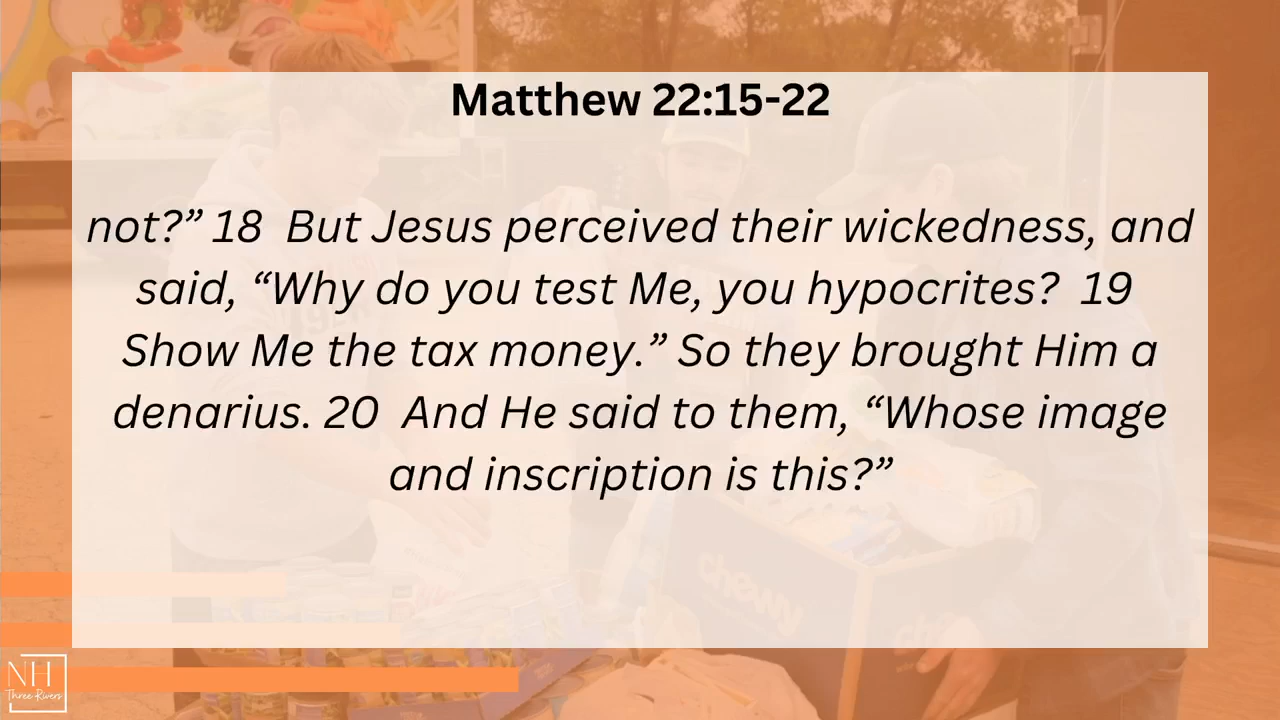 Matthew 22:15-22
not?” 18  But Jesus perceived their wickedness, and
said, “Why do you test Me, you hypocrites?  19
Show Me the tax money.” So they brought Him a
denarius. 20  And He said to them, “Whose image
and inscription is this?”
chewy
NH
Three Rivers